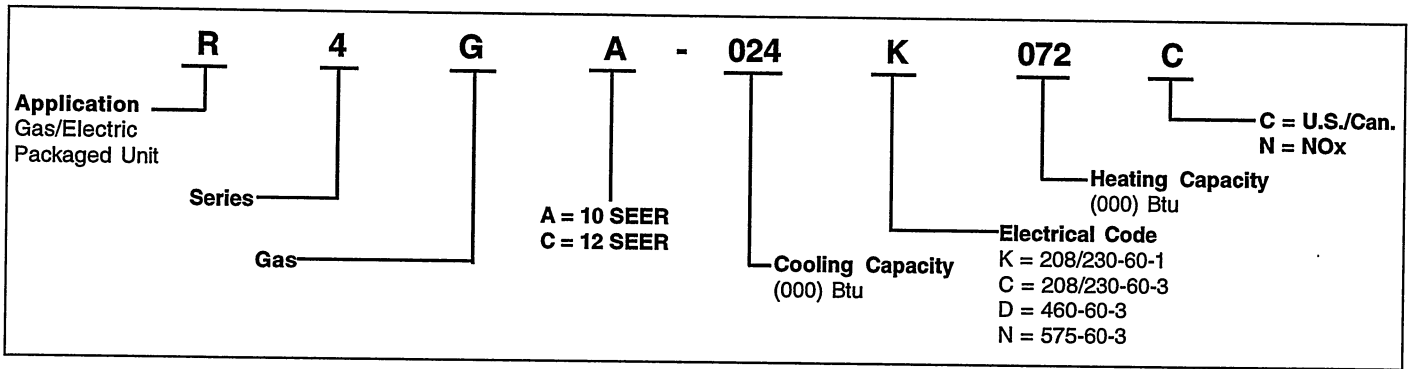 R 4 G A - 024 K 072 C
Application
Gas/Electric
Packaged Unit
Series
Gas
A = 10 SEER
C = 12 SEER
Cooling Capacity
(000) Btu
Electrical Code
K = 208/230-60-1
C = 208/230-60-3
D = 460-60-3
N = 575-60-3
Heating Capacity
(000) Btu
C = U.S./Can.
N = NOx